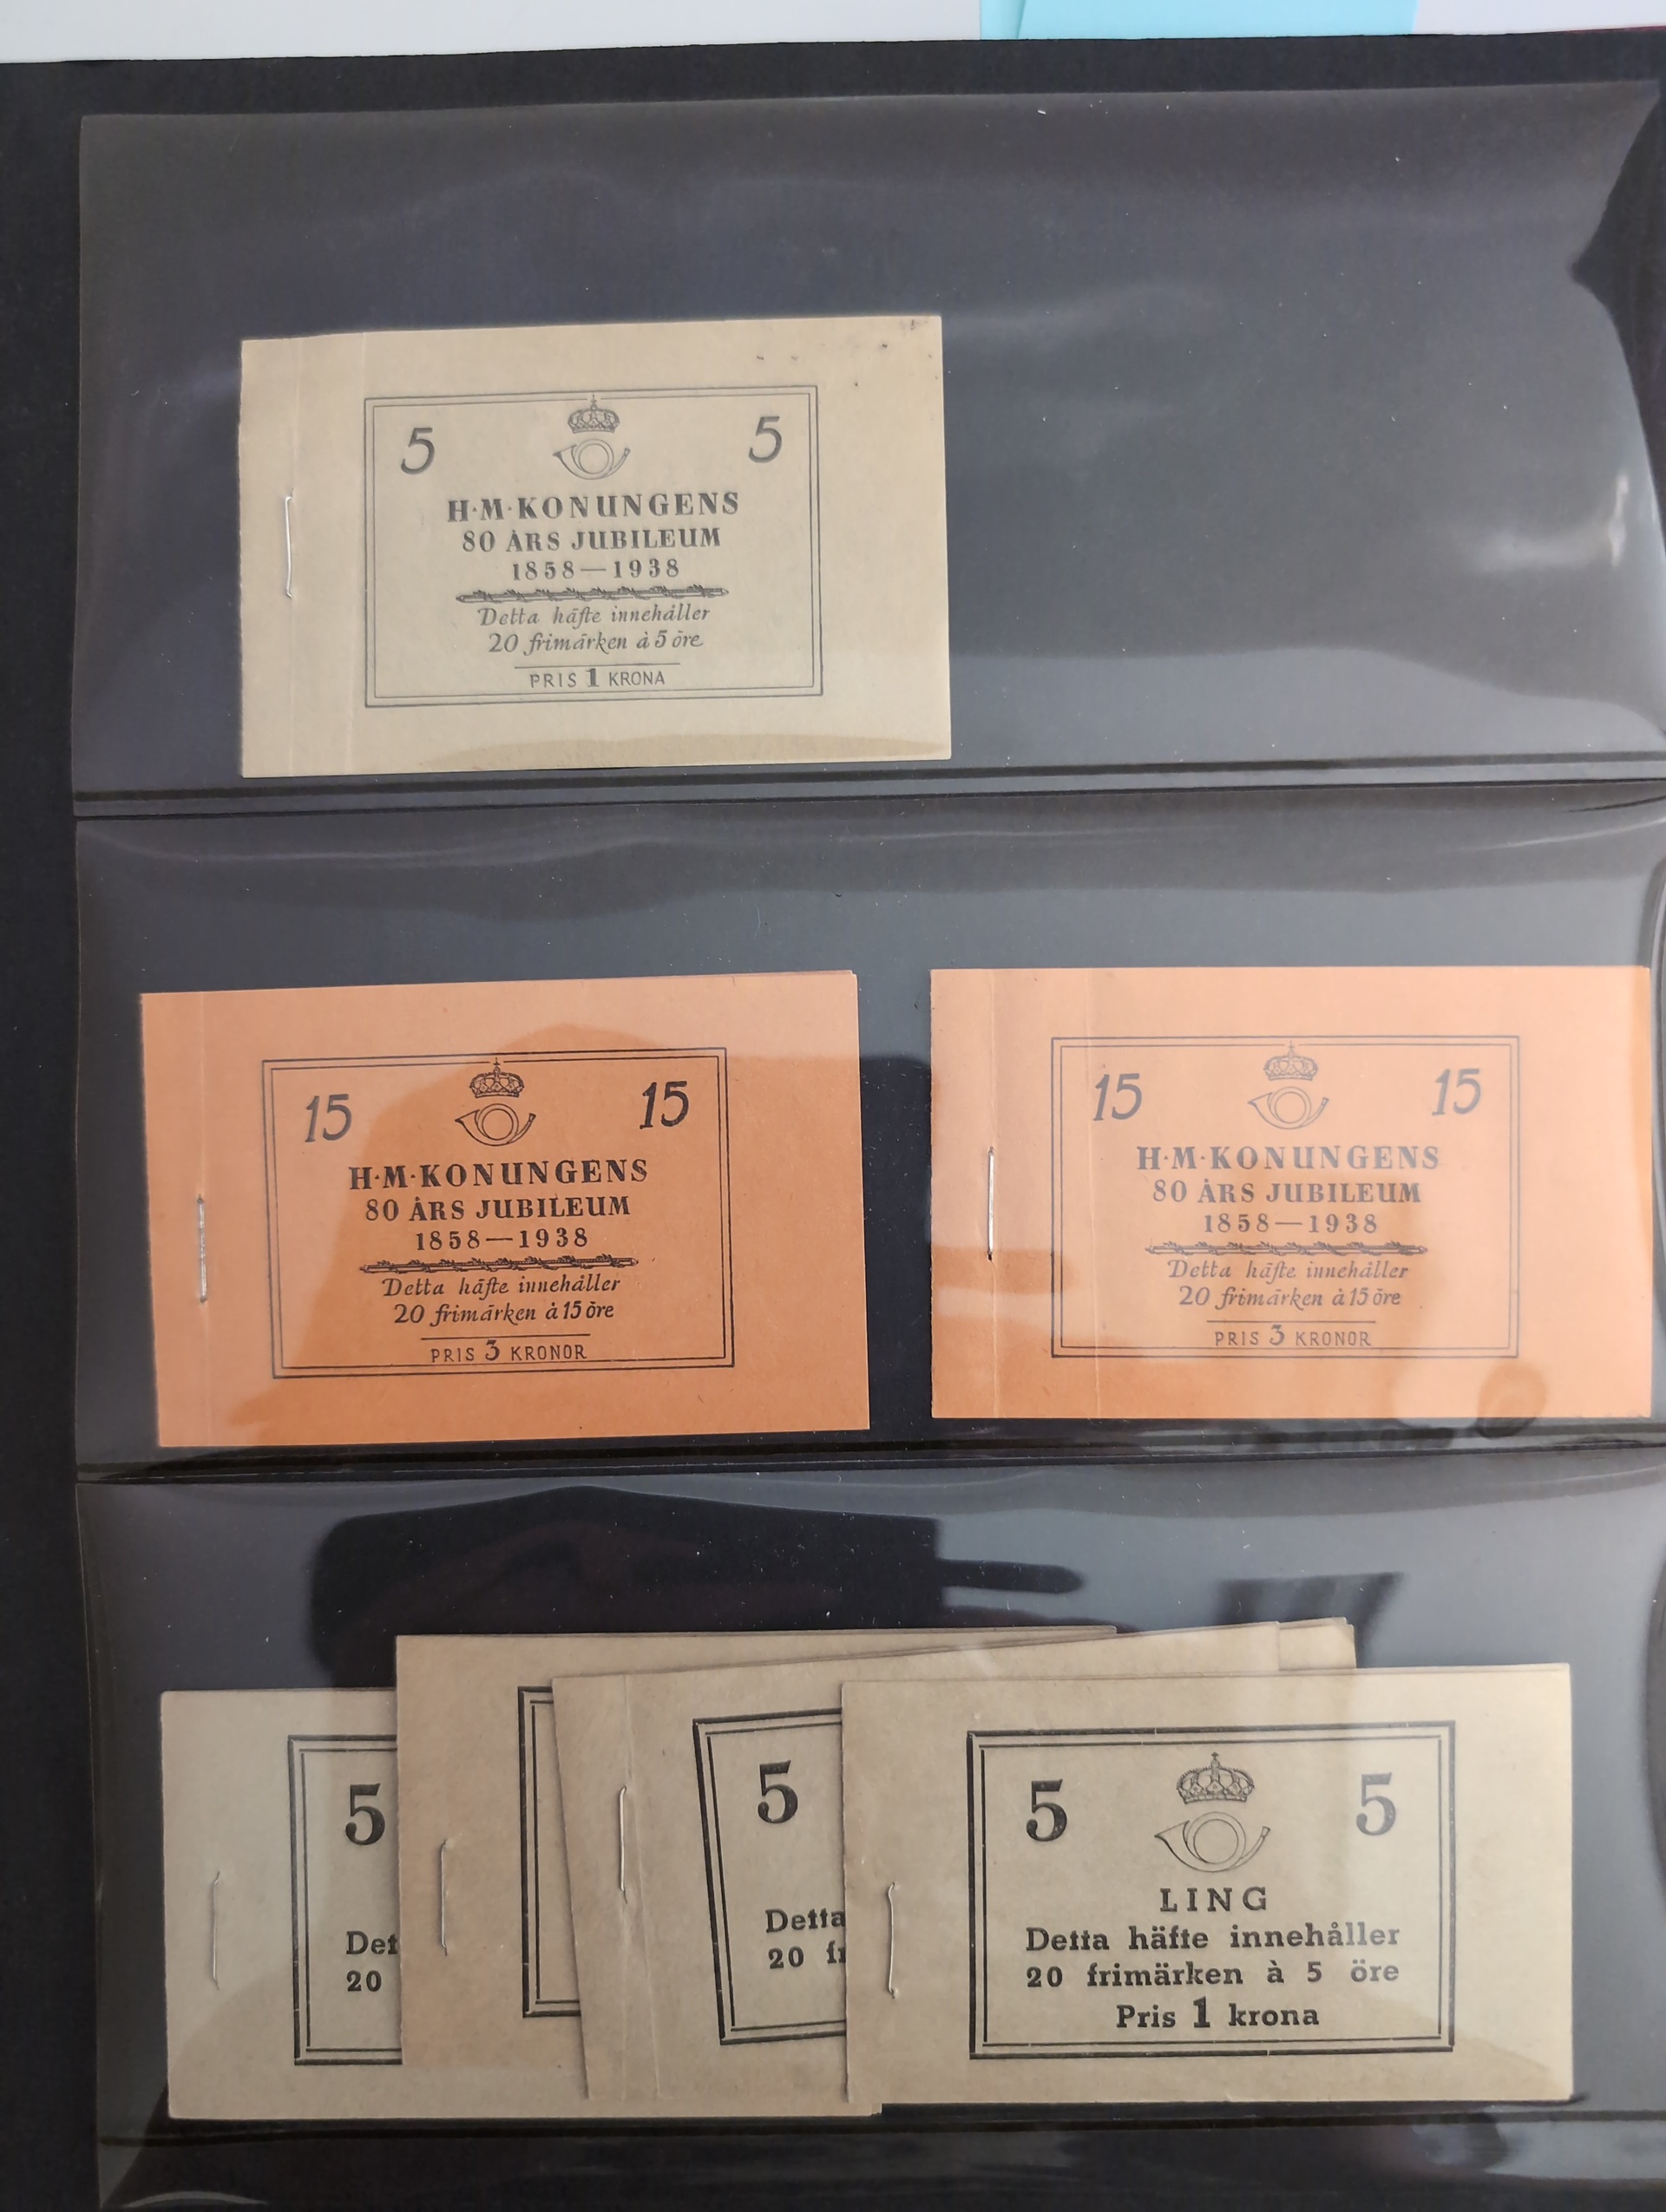 5 5
H·M·KONUNGENS
80 ÅRS JUBILEUM
1858—1938
Detta häfte innehåller
20 frimärken à 5 öre
PRIS 1 KRONA
15 15
H·M·KONUNGENS
80 ÅRS JUBILEUM
1858—1938
Detta häfte innehåller
20 frimärken à 15 öre
PRIS 3 KRONOR
15 15
H·M·KONUNGENS
80 ÅRS JUBILEUM
1858—1938
Detta häfte innehåller
20 frimärken à 15 öre
PRIS 3 KRONOR
5
Det
20
5
Detta
20 f
5 5
LING
Detta häfte innehåller
20 frimärken à 5 öre
Pris 1 krona